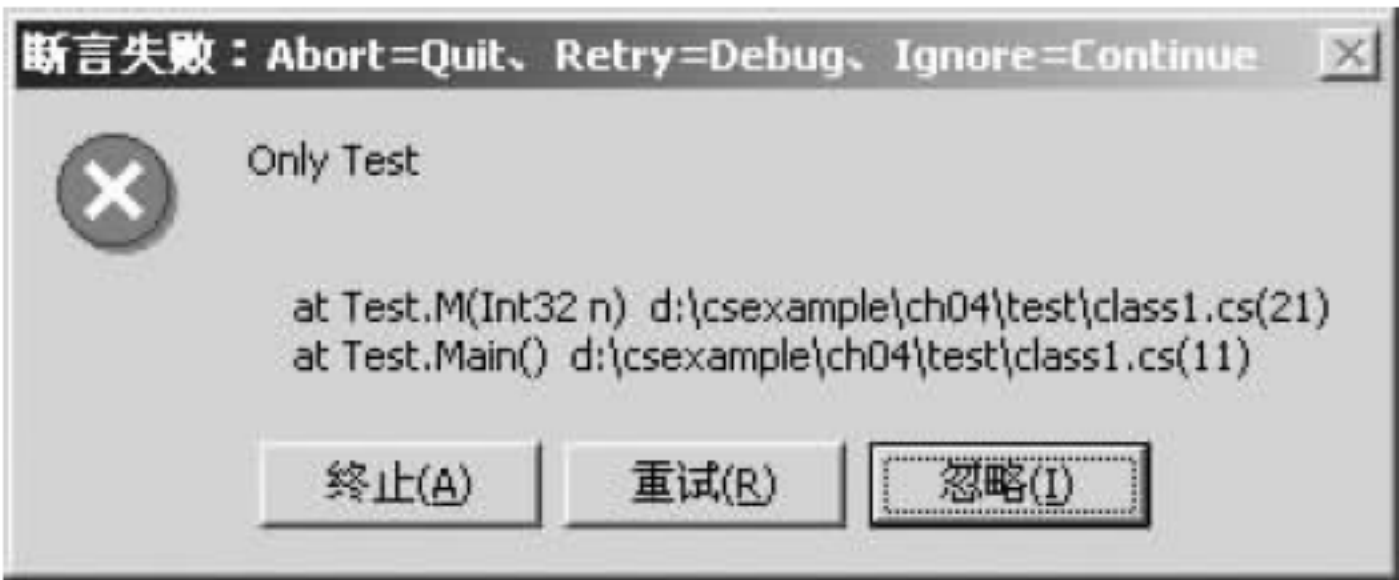 断言失败：Abort=Quit、Retry=Debug、Ignore=Continue
Only Test
at Test.M(Int32 n) d:\csexample\ch04\test\class1.cs(21)
at Test.Main() d:\csexample\ch04\test\class1.cs(11)
终止(A) 重试(R) 忽略(I)